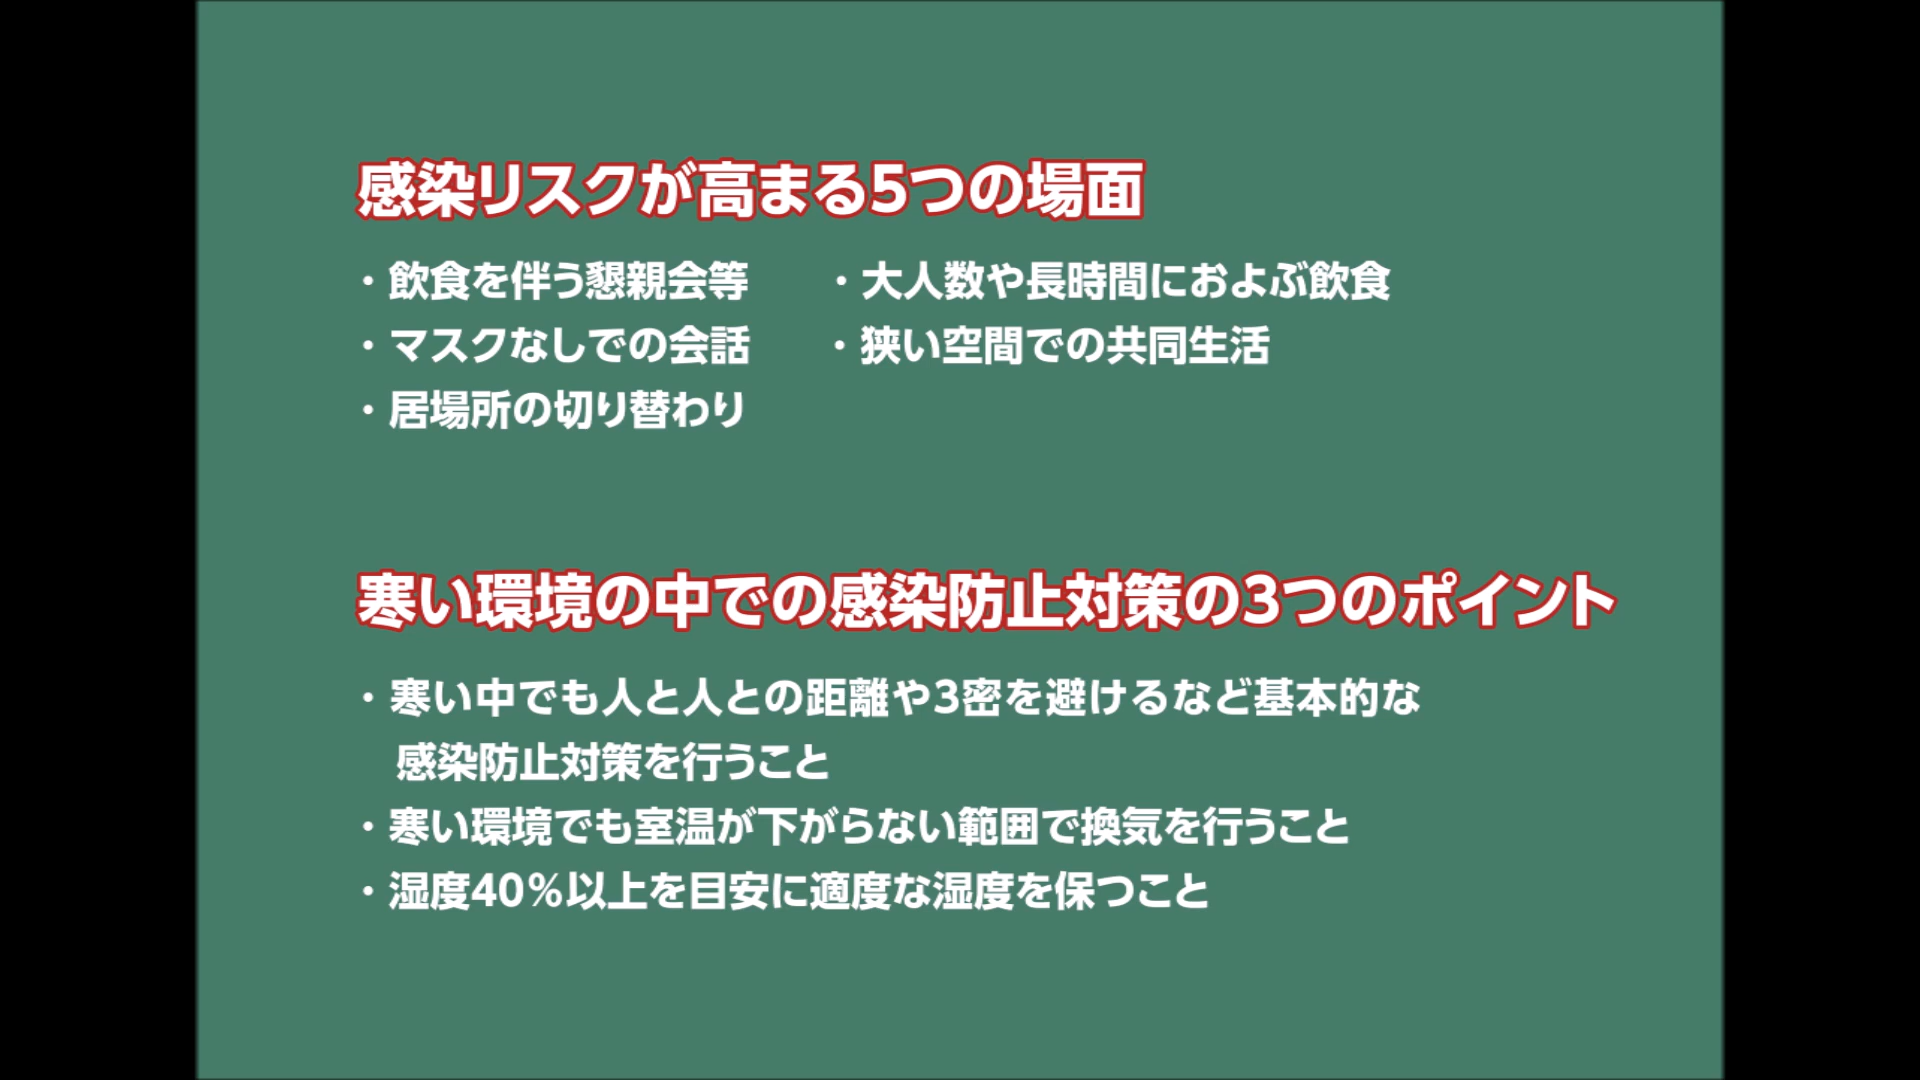 感染リスクが高まる5つの場面
・飲食を伴う懇親会等
・大人数や長時間におよぶ飲食
・マスクなしでの会話
・狭い空間での共同生活
・居場所の切り替わり
寒い環境の中での感染防止対策の3つのポイント
・寒い中でも人と人との距離や3密を避けるなど基本的な
感染防止対策を行うこと
・寒い環境でも室温が下がらない範囲で換気を行うこと
・湿度40%以上を目安に適度な湿度を保つこと